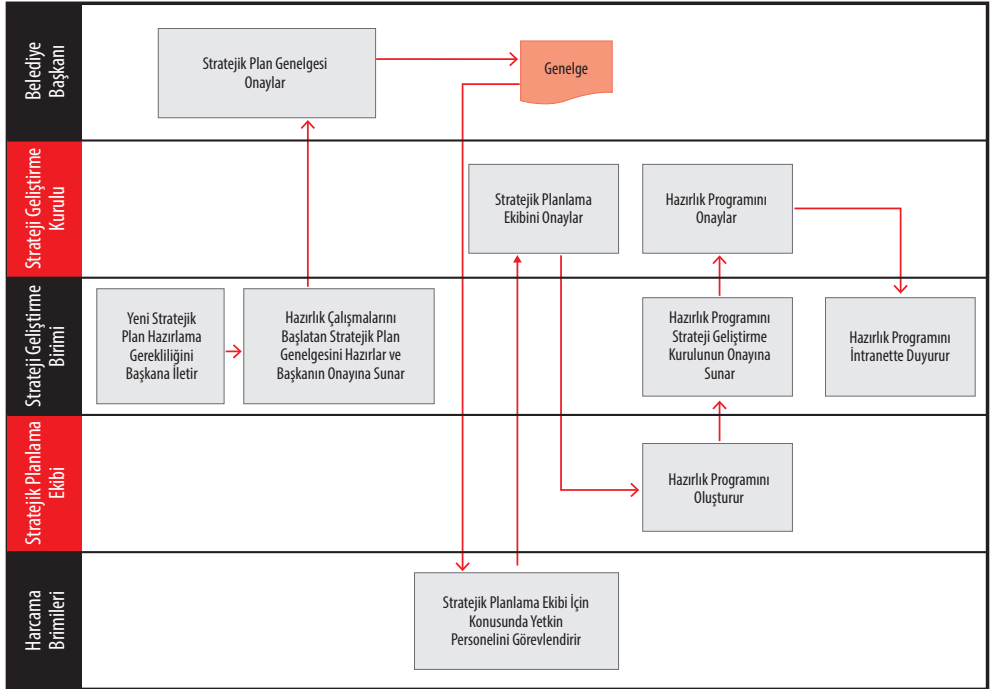 Belediye
Başkanı
Stratejik Plan Genelgesi
Onaylar
Genelge
Strateji Geliştirme
Kurulu
Stratejik Planlama
Ekibini Onaylar
Hazırlık Programını
Onaylar
Strateji Geliştirme
Birimi
Yeni Stratejik
Plan Hazırlama
Gerekliliğini
Başkana İletir
Hazırlık Çalışmalarını
Başlatan Stratejik Plan
Genelgesini Hazırlar ve
Başkanın Onayına Sunar
Hazırlık Programını
Strateji Geliştirme
Kurulunun Onayına
Sunar
Hazırlık Programını
İntranette Duyurur
Stratejik Planlama
Ekibi
Hazırlık Programını
Oluşturur
Harcama
Brimileri
Stratejik Planlama Ekibi İçin
Konusunda Yetkin
Personelini Görevlendirir